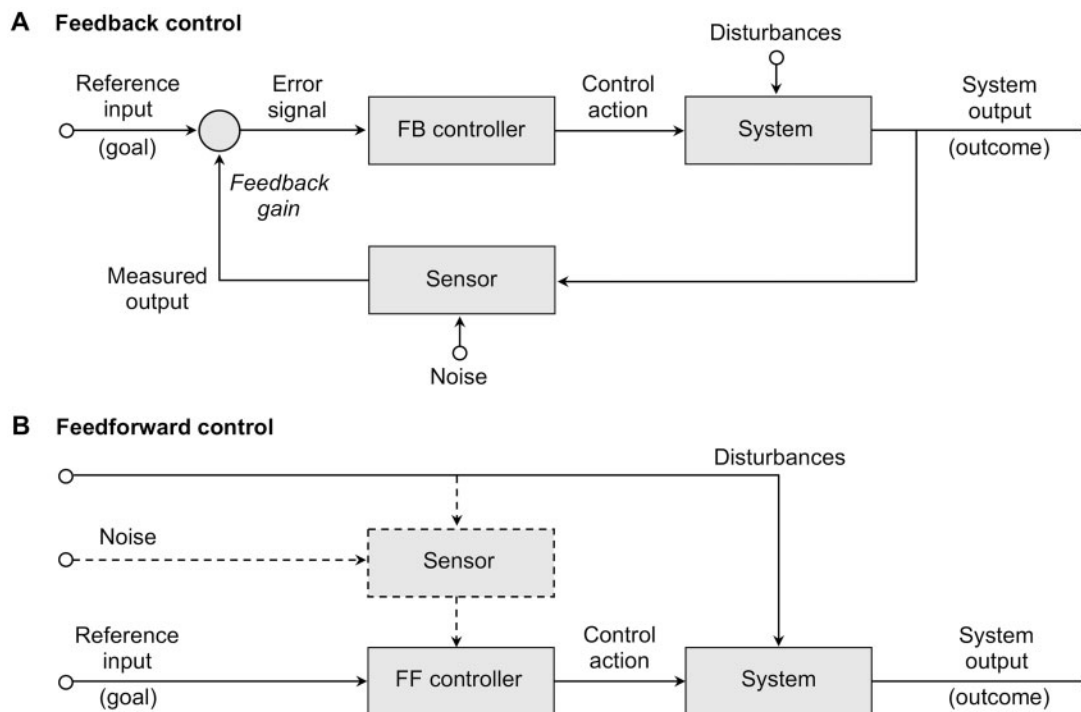 A Feedback control
Disturbances
Reference
input
(goal)
Error
signal
FB controller
Control
action
System
System
output
(outcome)
Feedback
gain
Measured
output
Sensor
Noise
B Feedforward control
Disturbances
Noise
Sensor
Reference
input
(goal)
FF controller
Control
action
System
System
output
(outcome)